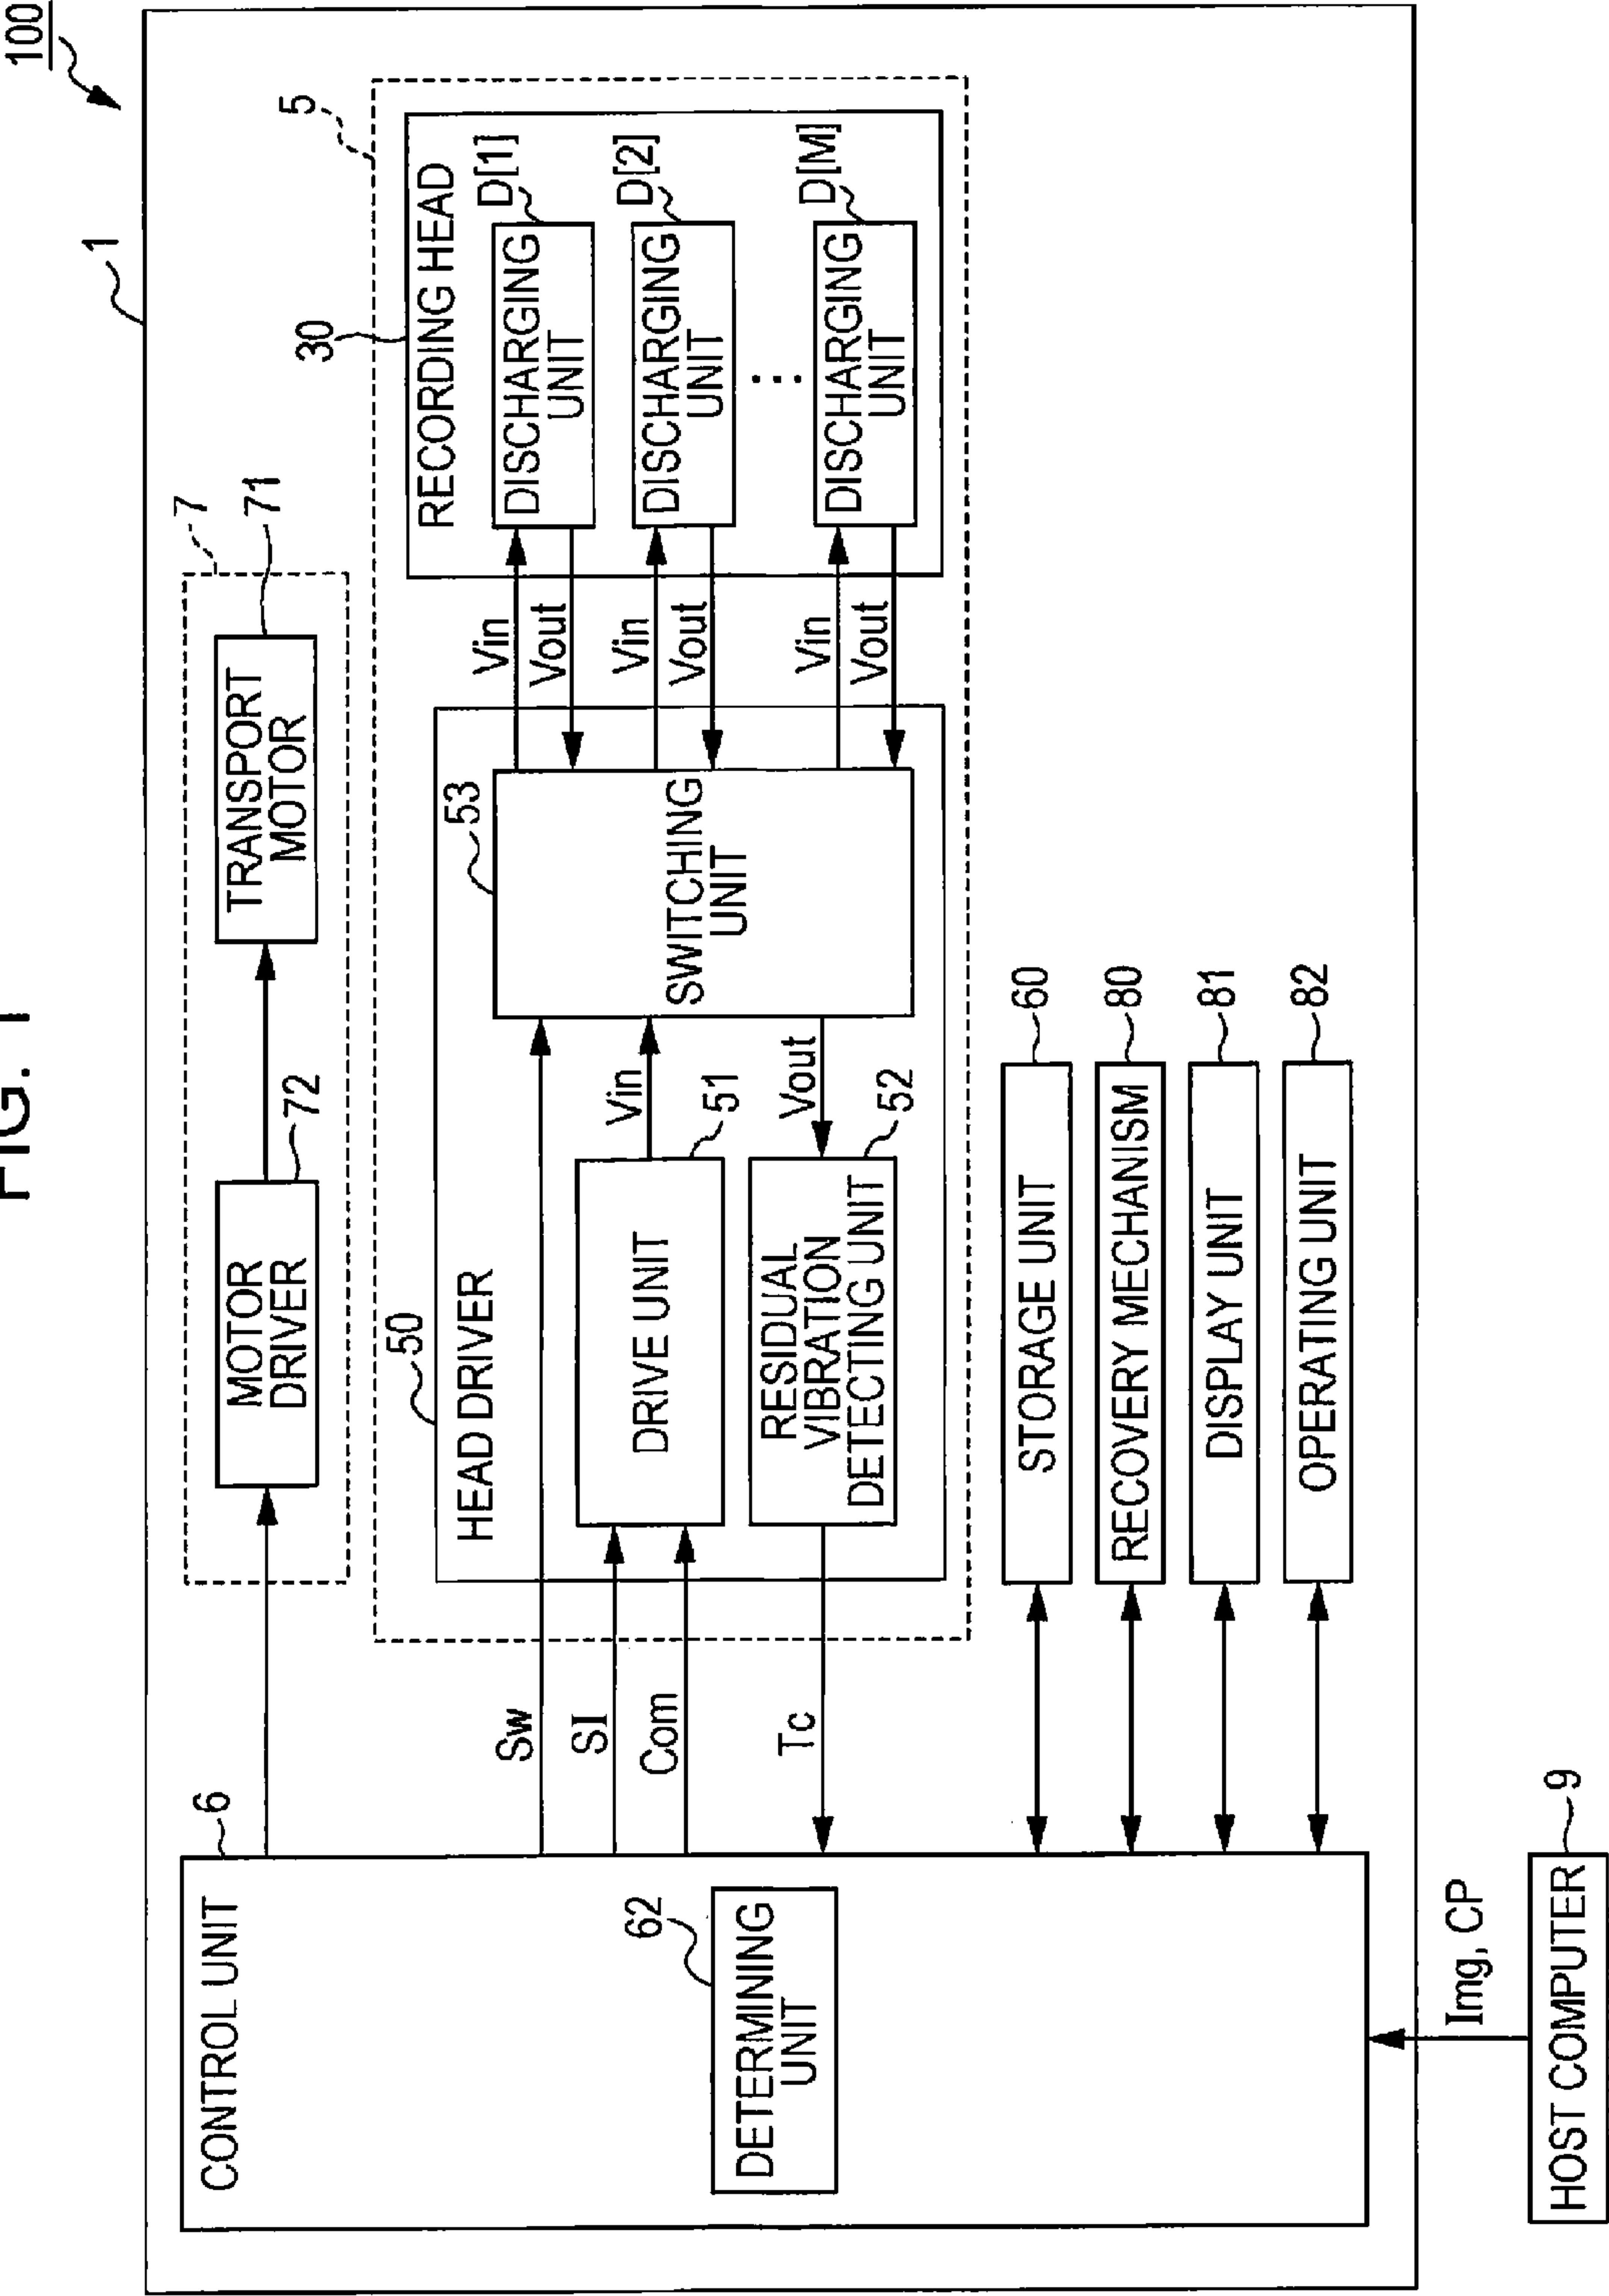 FIG. 1
100
1
7
72
71
MOTOR
DRIVER
TRANSPORT
MOTOR
5
6
CONTROL UNIT
50
HEAD DRIVER
30
RECORDING HEAD
53
Sw
SI
Com
Tc
Vin
51
DRIVE UNIT
Vout
52
RESIDUAL
VIBRATION
DETECTING UNIT
SWITCHING
UNIT
Vin
Vout
Vin
Vout
Vin
Vout
D[1]
DISCHARGING
UNIT
D[2]
DISCHARGING
UNIT
...
D[M]
DISCHARGING
UNIT
62
DETERMINING
UNIT
STORAGE UNIT
60
RECOVERY MECHANISM
80
DISPLAY UNIT
81
OPERATING UNIT
82
Img, CP
9
HOST COMPUTER